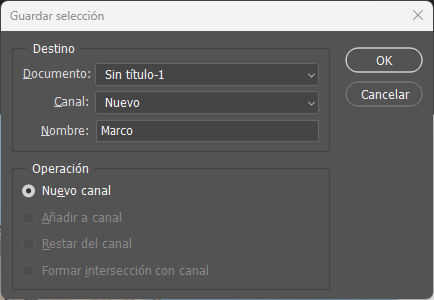 Guardar selección
Destino
Documento: Sin título-1
OK
Canal: Nuevo
Cancelar
Nombre: Marco
Operación
Nuevo canal
Añadir a canal
Restar del canal
Formar intersección con canal